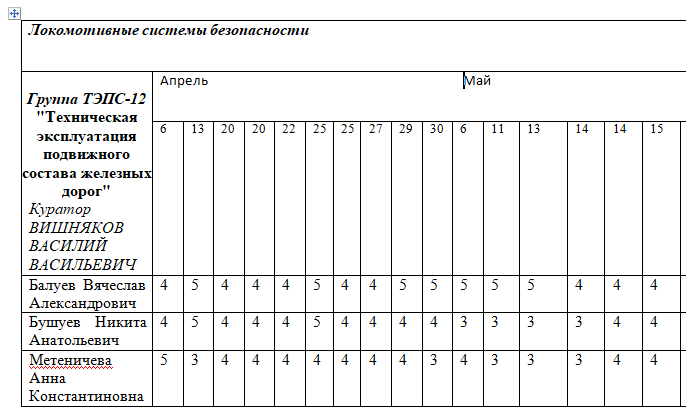 Локомотивные системы безопасности
Апрель Май
Группа ТЭПС-12
"Техническая
эксплуатация
подвижного
состава железных
дорог"
Куратор
ВИШНЯКОВ
ВАСИЛИЙ
ВАСИЛЬЕВИЧ
6 13 20 20 22 25 25 27 29 30 6 11 13 14 14 15
Балуев Вячеслав
Александрович
4 5 4 4 4 5 4 4 5 5 5 5 5 4 4 4
Бушуев Никита
Анатольевич
4 5 4 4 4 5 4 4 4 4 3 3 3 3 4 4
Метеничева
Анна
Константиновна
5 3 4 4 4 4 4 4 4 3 4 3 3 3 4 4